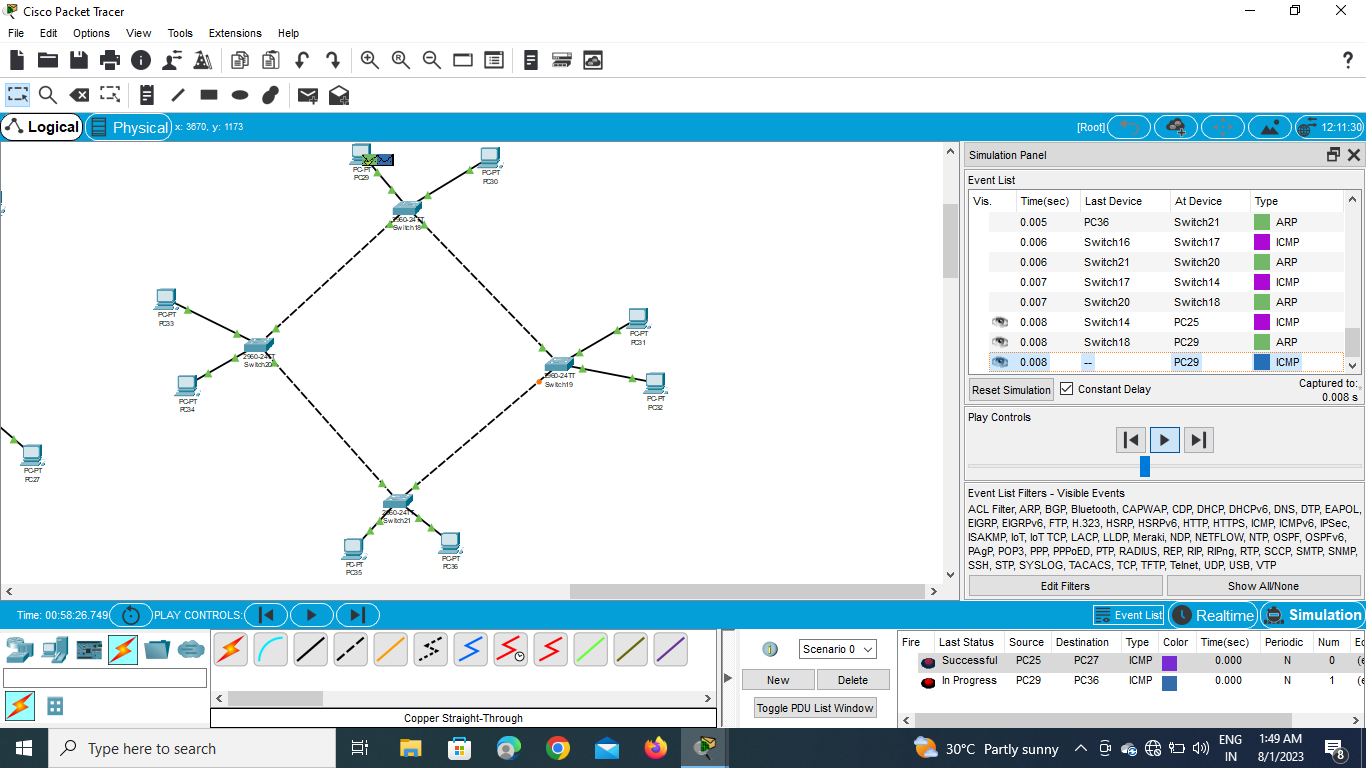 Cisco Packet Tracer
File Edit Options View Tools Extensions Help
Logical Physical x: 3670, y: 1173 [Root] 12:11:30
PC-PT
PC29
PC-PT
PC30
2960-24TT
Switch18
PC-PT
PC33
2960-24TT
Switch20
PC-PT
PC34
PC-PT
PC31
2960-24TT
Switch19
PC-PT
PC32
PC-PT
PC27
2960-24TT
Switch21
PC-PT
PC35
PC-PT
PC36
Simulation Panel
Event List
Vis. Time(sec) Last Device At Device Type
0.005 PC36 Switch21 ARP
0.006 Switch16 Switch17 ICMP
0.006 Switch21 Switch20 ARP
0.007 Switch17 Switch14 ICMP
0.007 Switch20 Switch18 ARP
0.008 Switch14 PC25 ICMP
0.008 Switch18 PC29 ARP
0.008 -- PC29 ICMP
Reset Simulation Constant Delay Captured to:
0.008 s
Play Controls
Event List Filters - Visible Events
ACL Filter, ARP, BGP, Bluetooth, CAPWAP, CDP, DHCP, DHCPv6, DNS, DTP, EAPOL,
EIGRP, EIGRPv6, FTP, H.323, HSRP, HSRPv6, HTTP, HTTPS, ICMP, ICMPv6, IPSec,
ISAKMP, IoT, IoT TCP, LACP, LLDP, Meraki, NDP, NETFLOW, NTP, OSPF, OSPFv6,
PAgP, POP3, PPP, PPPoED, PTP, RADIUS, REP, RIP, RIPng, RTP, SCCP, SMTP, SNMP,
SSH, STP, SYSLOG, TACACS, TCP, TFTP, Telnet, UDP, USB, VTP
Edit Filters Show All/None
Time: 00:58:26.749 PLAY CONTROLS: Event List Realtime Simulation
Scenario 0
New Delete
Toggle PDU List Window
Copper Straight-Through
Fire Last Status Source Destination Type Color Time(sec) Periodic Num Ec
Successful PC25 PC27 ICMP 0.000 N 0 (e
In Progress PC29 PC36 ICMP 0.000 N 1 (e
Type here to search
30°C Partly sunny
ENG
IN
1:49 AM
8/1/2023
8